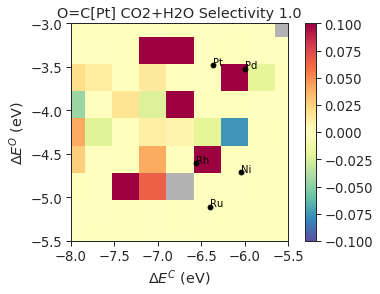 O=C[Pt] CO2+H2O Selectivity 1.0
−3.0
−3.5
−4.0
−4.5
−5.0
−5.5
ΔE^O (eV)
Pt
Pd
Rh
Ni
Ru
−8.0 −7.5 −7.0 −6.5 −6.0 −5.5
ΔE^C (eV)
0.100
0.075
0.050
0.025
0.000
−0.025
−0.050
−0.075
−0.100